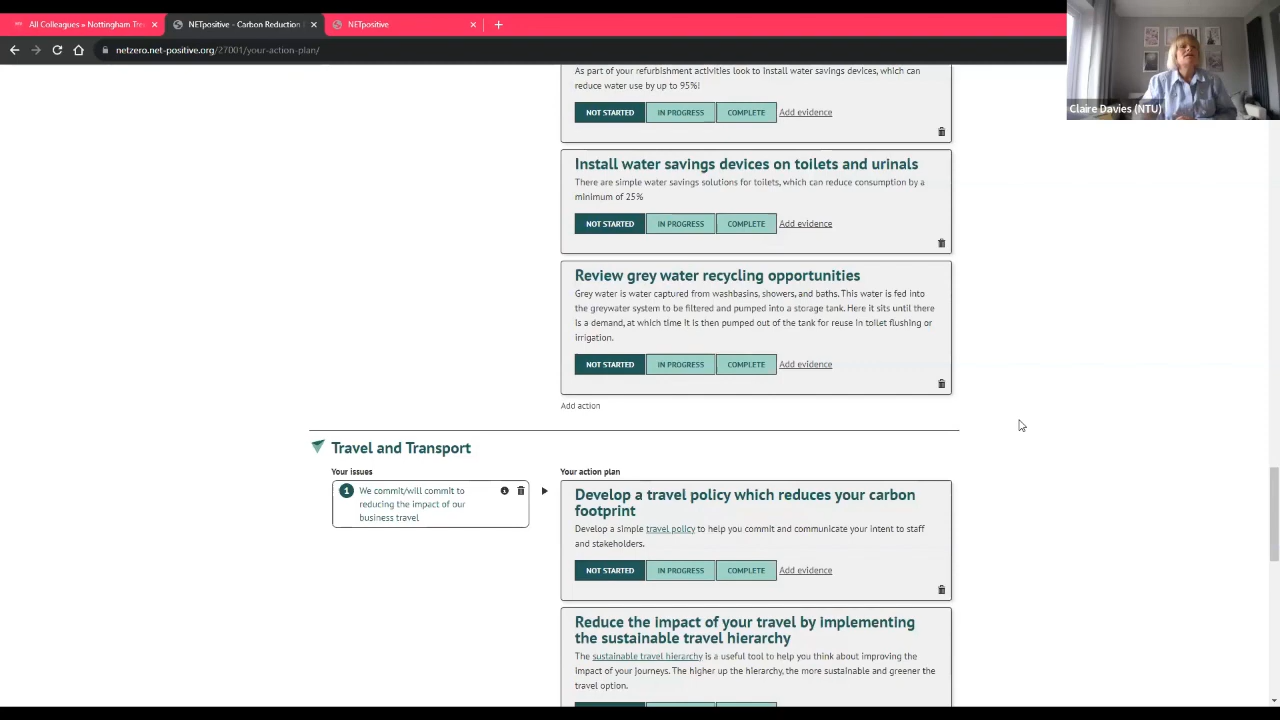 All Colleagues » Nottingham Tre
NETpositive - Carbon Reduction
NETpositive
netzero.net-positive.org/27001/your-action-plan/
Claire Davies (NTU)
As part of your refurbishment activities look to install water savings devices, which can
reduce water use by up to 95%!
NOT STARTED IN PROGRESS COMPLETE Add evidence
Install water savings devices on toilets and urinals
There are simple water savings solutions for toilets, which can reduce consumption by a
minimum of 25%
NOT STARTED IN PROGRESS COMPLETE Add evidence
Review grey water recycling opportunities
Grey water is water captured from washbasins, showers, and baths. This water is fed into
the greywater system to be filtered and pumped into a storage tank. Here it sits until there
is a demand, at which time it is then pumped out of the tank for reuse in toilet flushing or
irrigation.
NOT STARTED IN PROGRESS COMPLETE Add evidence
Add action
Travel and Transport
Your issues
1 We commit/will commit to
reducing the impact of our
business travel
Your action plan
Develop a travel policy which reduces your carbon
footprint
Develop a simple travel policy to help you commit and communicate your intent to staff
and stakeholders.
NOT STARTED IN PROGRESS COMPLETE Add evidence
Reduce the impact of your travel by implementing
the sustainable travel hierarchy
The sustainable travel hierarchy is a useful tool to help you think about improving the
impact of your journeys. The higher up the hierarchy, the more sustainable and greener the
travel option.